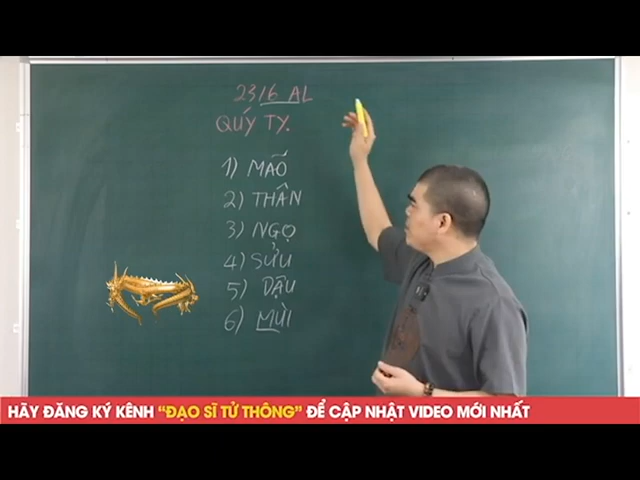 23/6 AL
QUÝ TỴ.
1) MÃO
2) THÂN
3) NGỌ
4) SỬU
5) DẬU
6) MÙI
HÃY ĐĂNG KÝ KÊNH “ĐẠO SĨ TỬ THÔNG” ĐỂ CẬP NHẬT VIDEO MỚI NHẤT